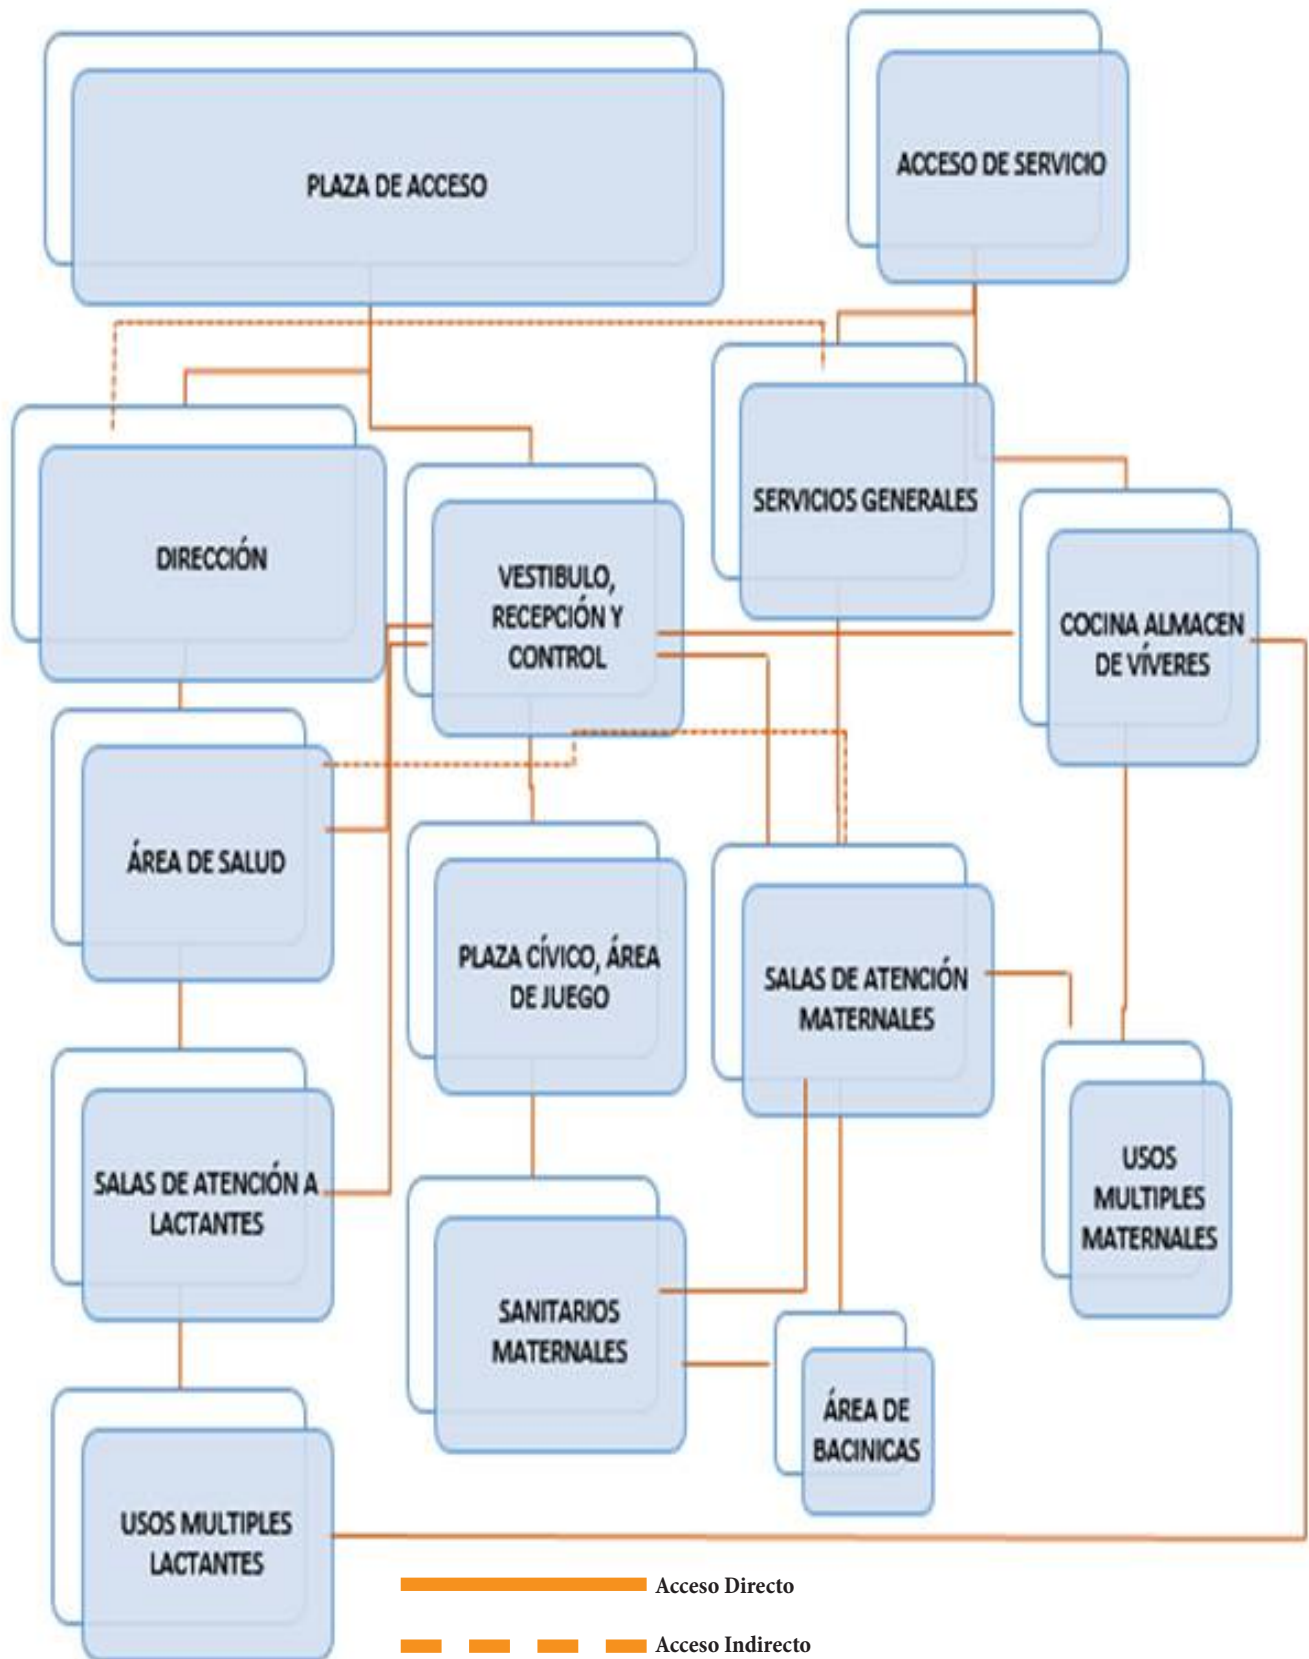 PLAZA DE ACCESO
ACCESO DE SERVICIO
DIRECCIÓN
VESTIBULO,
RECEPCIÓN Y
CONTROL
SERVICIOS GENERALES
COCINA ALMACEN
DE VÍVERES
ÁREA DE SALUD
PLAZA CÍVICO, ÁREA
DE JUEGO
SALAS DE ATENCIÓN
MATERNALES
SALAS DE ATENCIÓN A
LACTANTES
USOS
MULTIPLES
MATERNALES
SANITARIOS
MATERNALES
ÁREA DE
BACINICAS
USOS MULTIPLES
LACTANTES
Acceso Directo
Acceso Indirecto